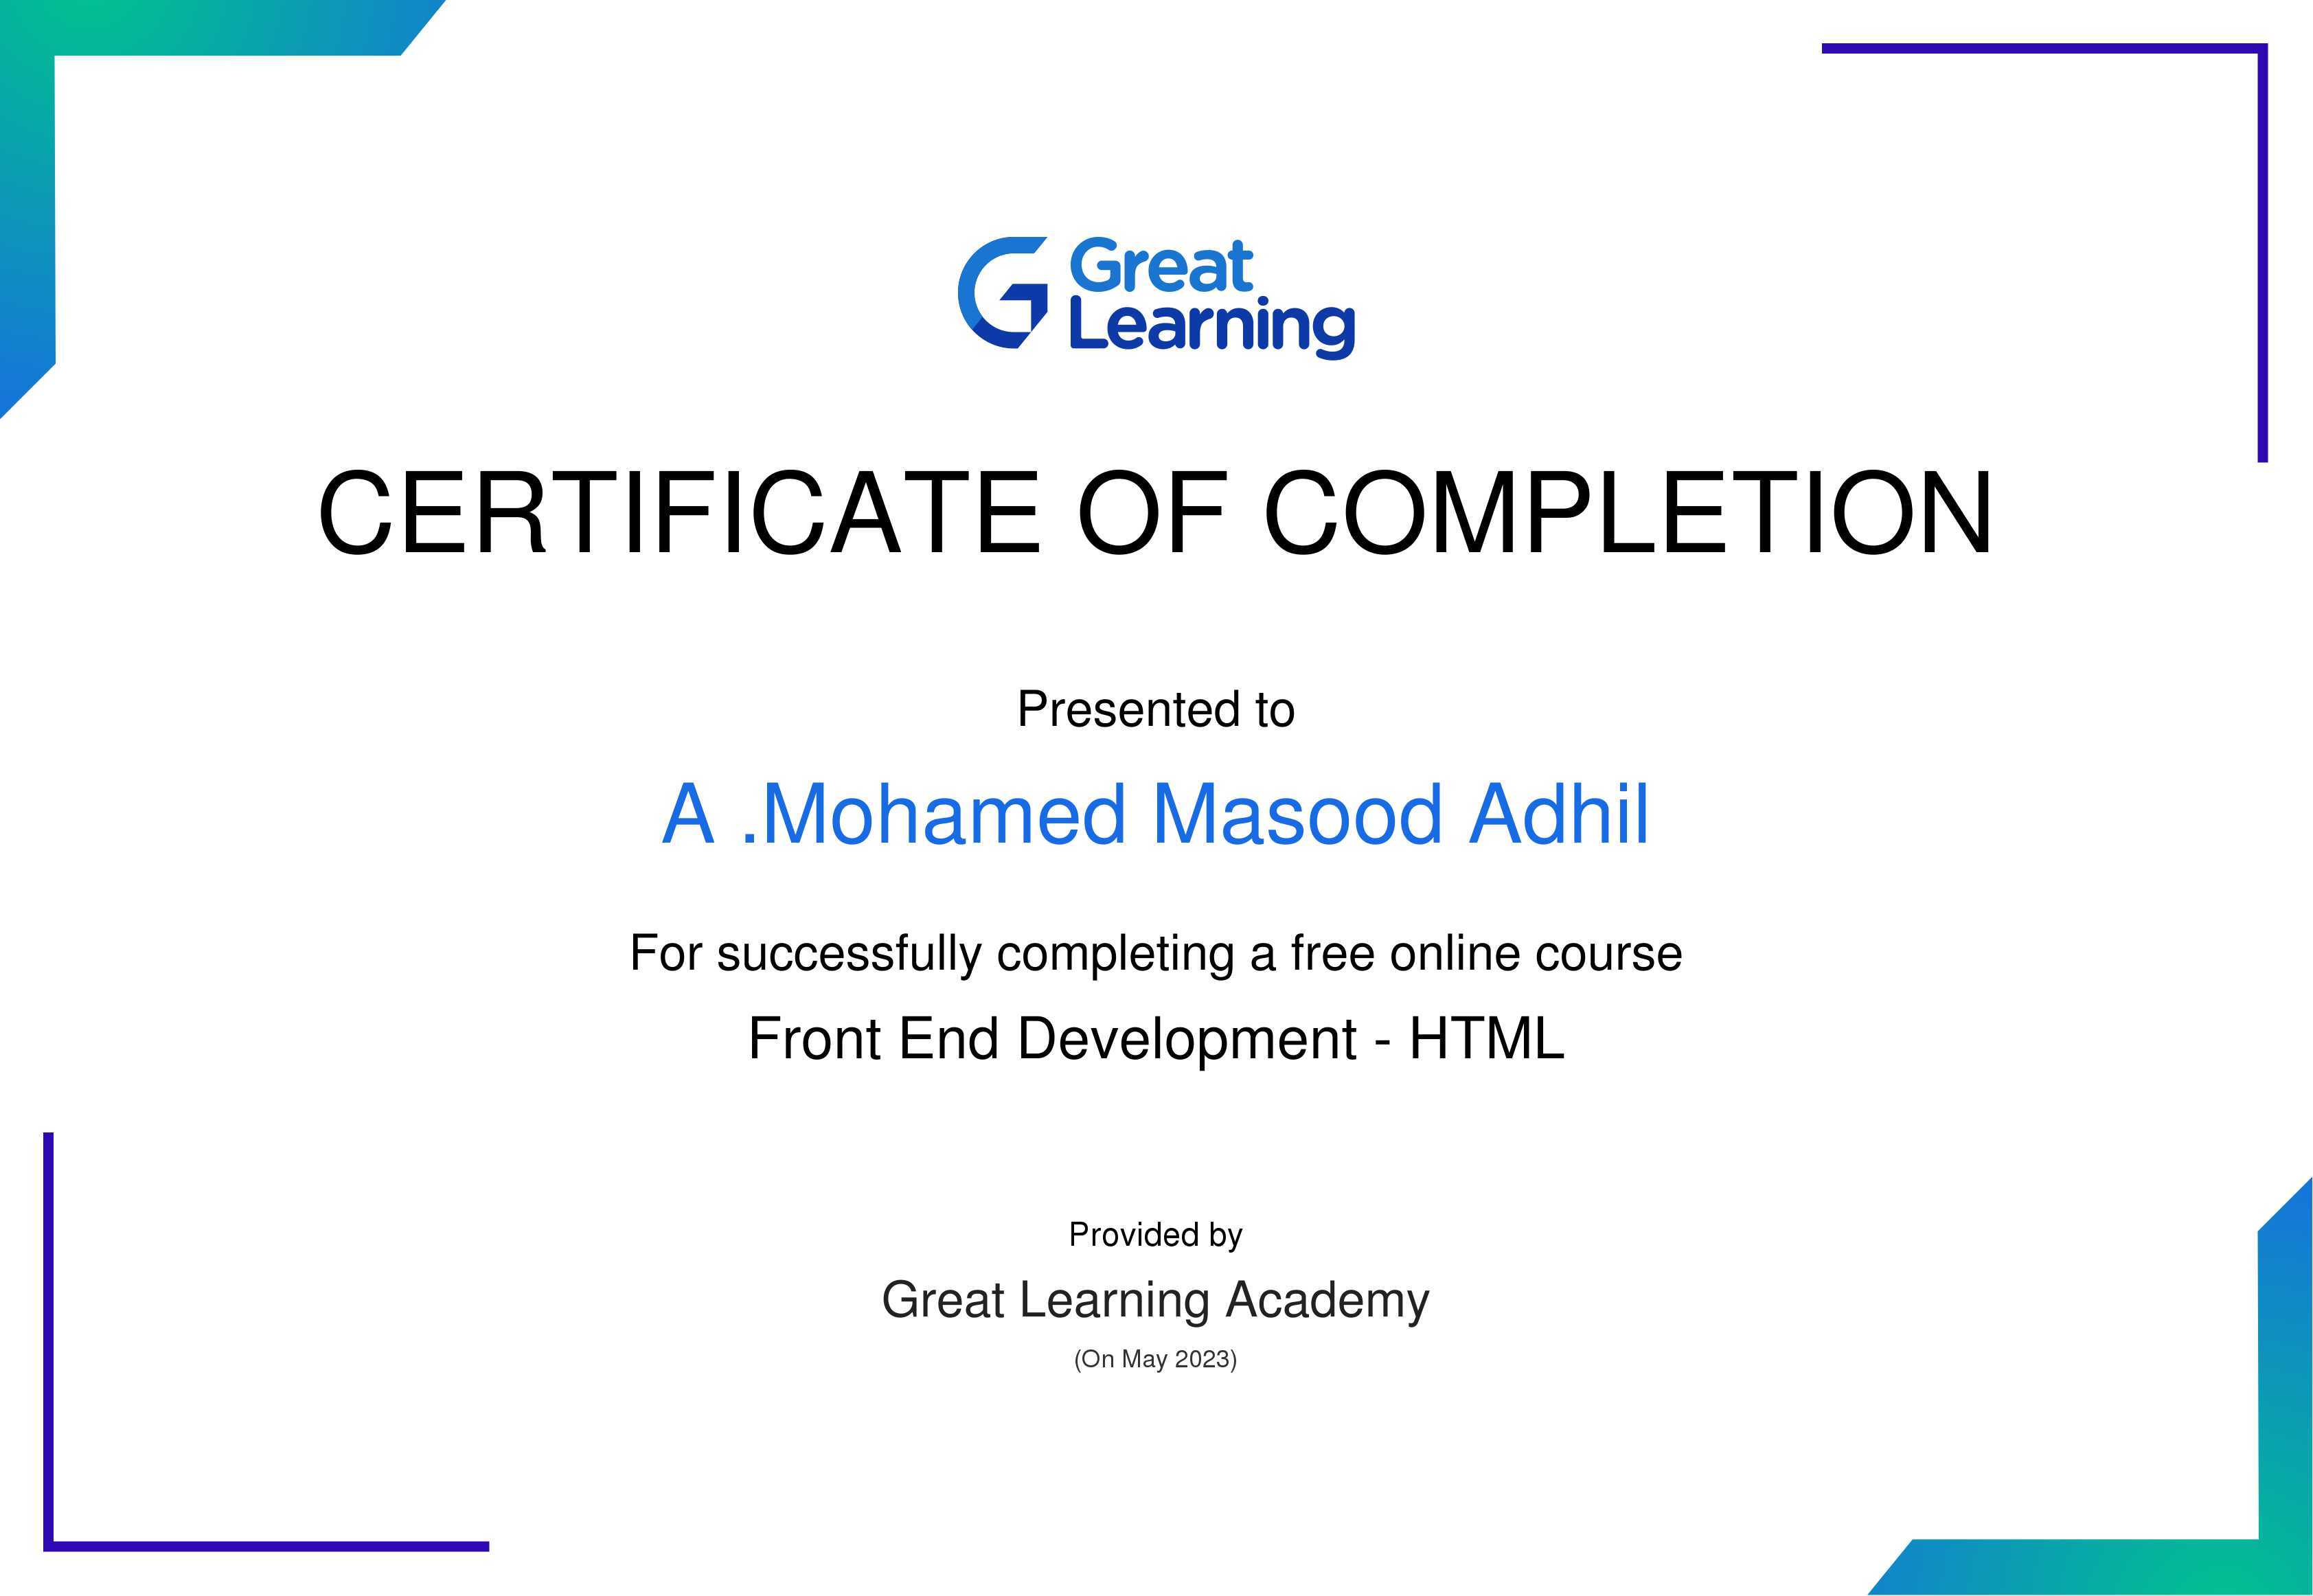 Great
Learning
CERTIFICATE OF COMPLETION
Presented to
A .Mohamed Masood Adhil
For successfully completing a free online course
Front End Development - HTML
Provided by
Great Learning Academy
(On May 2023)